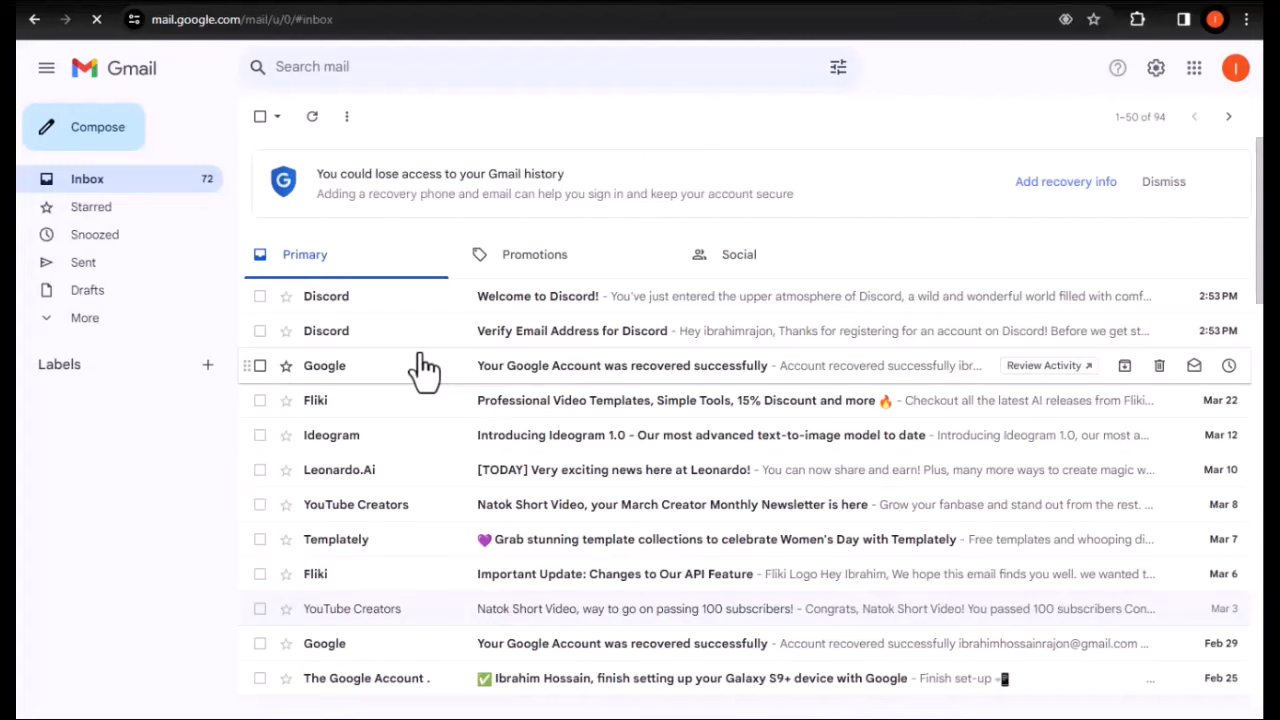 mail.google.com/mail/u/0/#inbox
I
Gmail
Search mail
I
Compose
1–50 of 94
You could lose access to your Gmail history
Adding a recovery phone and email can help you sign in and keep your account secure
Add recovery info
Dismiss
Inbox 72
Starred
Snoozed
Sent
Drafts
More
Labels
Primary Promotions Social
Discord Welcome to Discord! - You've just entered the upper atmosphere of Discord, a wild and wonderful world filled with comf... 2:53 PM
Discord Verify Email Address for Discord - Hey ibrahimrajon, Thanks for registering for an account on Discord! Before we get st... 2:53 PM
Google Your Google Account was recovered successfully - Account recovered successfully ibr... Review Activity ↗
Fliki Professional Video Templates, Simple Tools, 15% Discount and more 🔥 - Checkout all the latest AI releases from Fliki... Mar 22
Ideogram Introducing Ideogram 1.0 - Our most advanced text-to-image model to date - Introducing Ideogram 1.0, our most a... Mar 12
Leonardo.Ai [TODAY] Very exciting news here at Leonardo! - You can now share and earn! Plus, many more ways to create magic w... Mar 10
YouTube Creators Natok Short Video, your March Creator Monthly Newsletter is here - Grow your fanbase and stand out from the rest. ... Mar 8
Templately 💜 Grab stunning template collections to celebrate Women's Day with Templately - Free templates and whooping di... Mar 7
Fliki Important Update: Changes to Our API Feature - Fliki Logo Hey Ibrahim, We hope this email finds you well. we wanted t... Mar 6
YouTube Creators Natok Short Video, way to go on passing 100 subscribers! - Congrats, Natok Short Video! You passed 100 subscribers Con... Mar 3
Google Your Google Account was recovered successfully - Account recovered successfully ibrahimhossainrajon@gmail.com ... Feb 29
The Google Account . ✅ Ibrahim Hossain, finish setting up your Galaxy S9+ device with Google - Finish set-up 📲 ... Feb 25